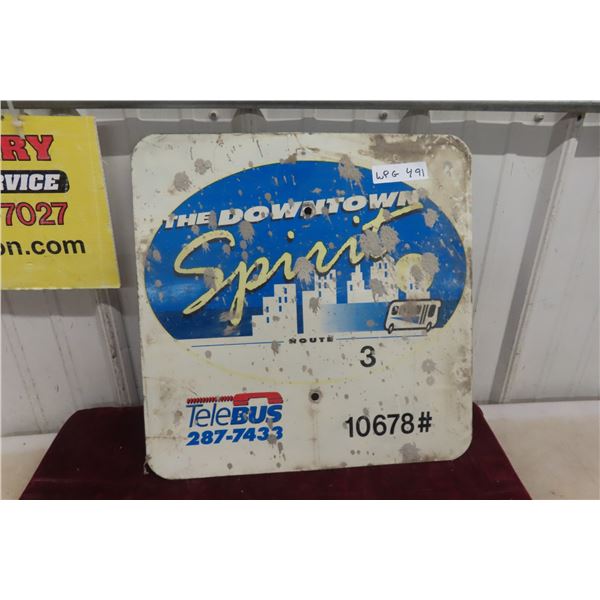 RY
RVICE
7027
on.com
WPG 491
THE DOWNTOWN
Spirit
ROUTE
3
TeleBUS
287-7433
10678#